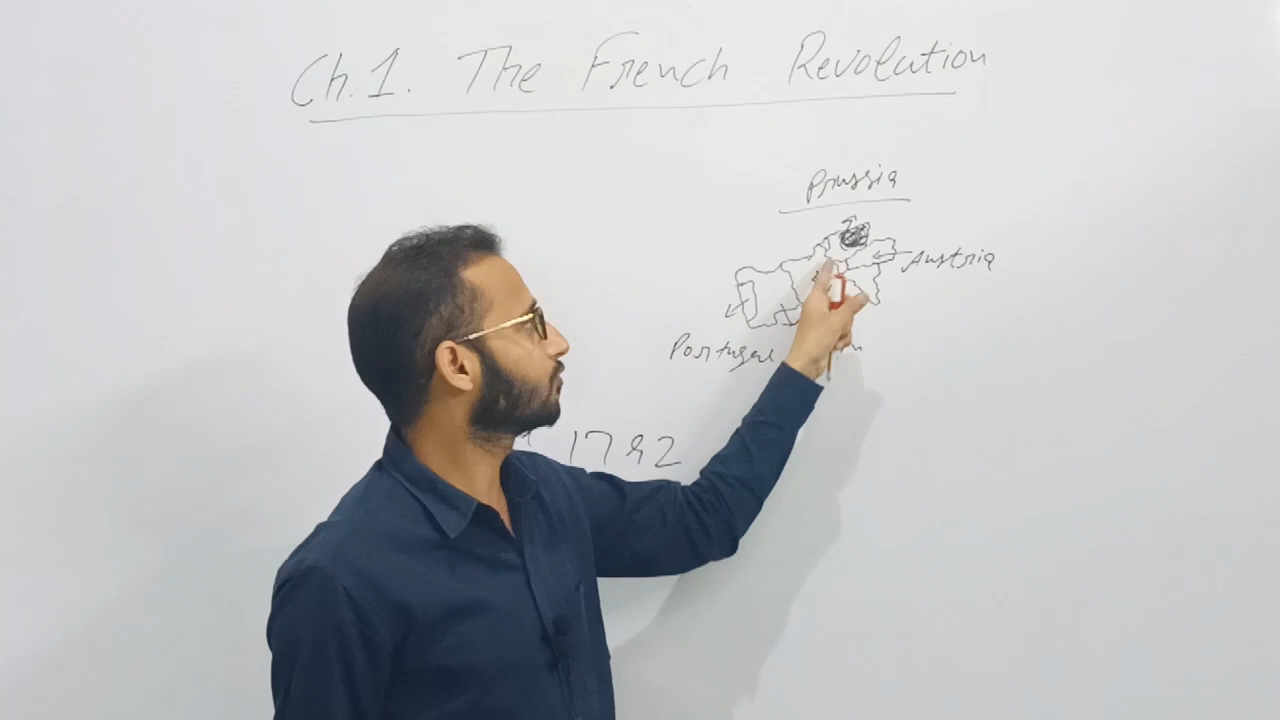 Ch.1. The French Revolution
Prussia
Austria
Portugal
1792